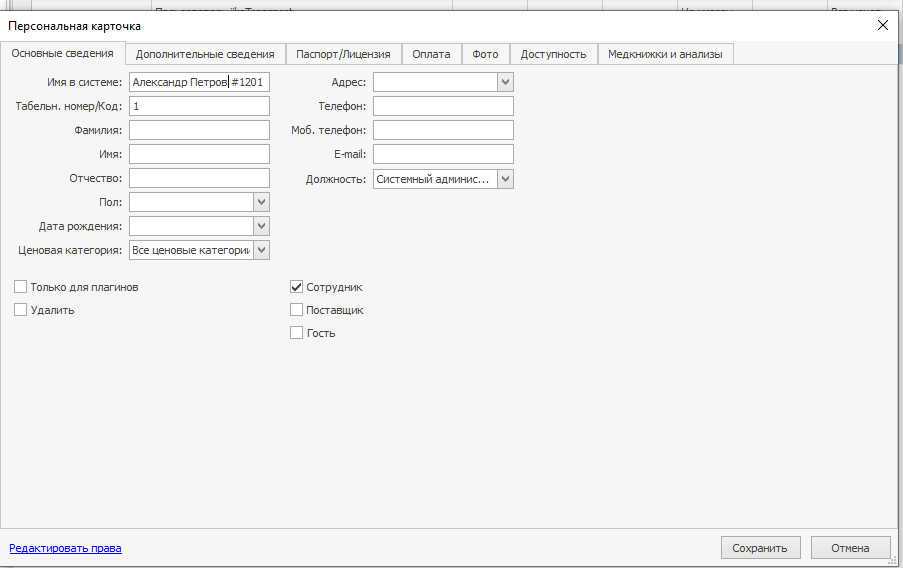 Персональная карточка
Основные сведения Дополнительные сведения Паспорт/Лицензия Оплата Фото Доступность Медкнижки и анализы
Имя в системе: Александр Петров #1201 Адрес:
Табельн. номер/Код: 1 Телефон:
Фамилия: Моб. телефон:
Имя: E-mail:
Отчество: Должность: Системный админис...
Пол:
Дата рождения:
Ценовая категория: Все ценовые категории
Только для плагинов Сотрудник
Удалить Поставщик
Гость
Редактировать права Сохранить Отмена